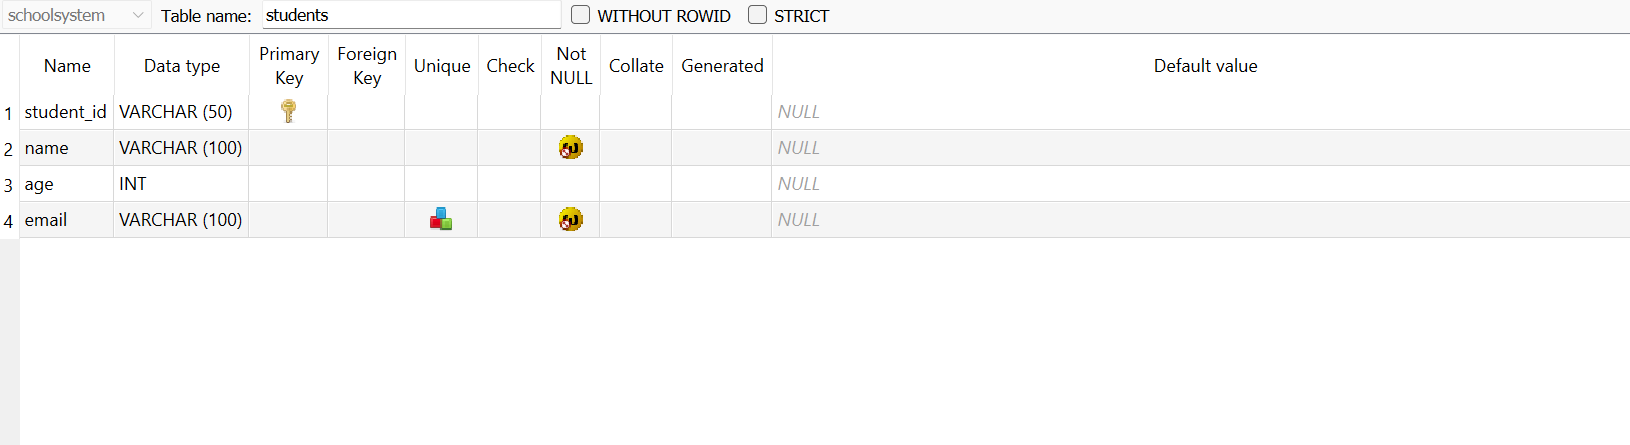 schoolsystem Table name: students WITHOUT ROWID STRICT
Name Data type Primary Key Foreign Key Unique Check Not NULL Collate Generated Default value
1 student_id VARCHAR (50) NULL
2 name VARCHAR (100) NULL
3 age INT NULL
4 email VARCHAR (100) NULL